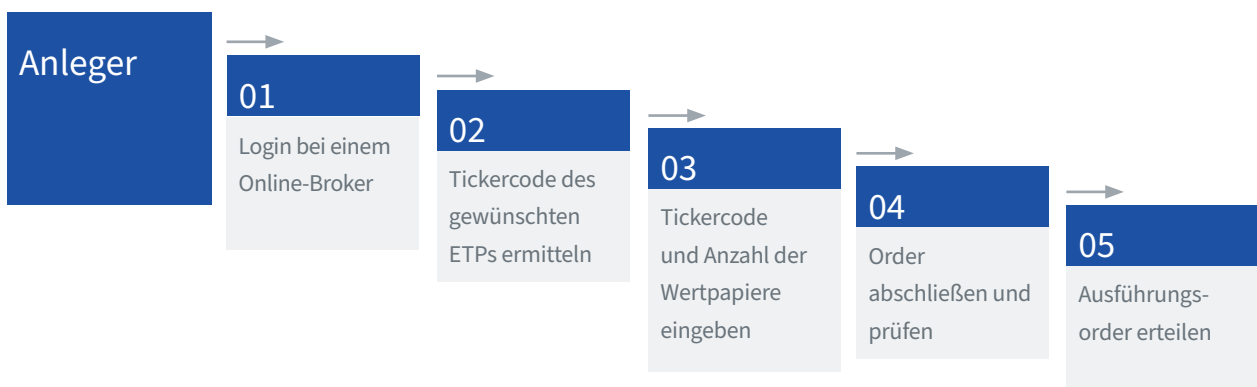 Anleger
01
Login bei einem
Online-Broker
02
Tickercode des
gewünschten
ETPs ermitteln
03
Tickercode
und Anzahl der
Wertpapiere
eingeben
04
Order
abschließen und
prüfen
05
Ausführungs-
order erteilen